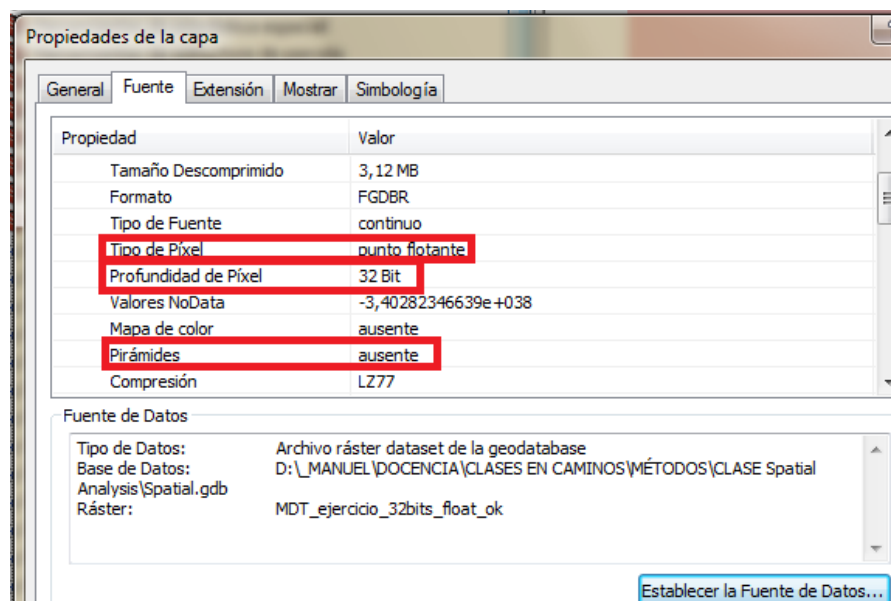 Propiedades de la capa
General Fuente Extensión Mostrar Simbología
Propiedad Valor
Tamaño Descomprimido 3,12 MB
Formato FGDBR
Tipo de Fuente continuo
Tipo de Píxel punto flotante
Profundidad de Píxel 32 Bit
Valores NoData -3,40282346639e+038
Mapa de color ausente
Pirámides ausente
Compresión LZ77
Fuente de Datos
Tipo de Datos: Archivo ráster dataset de la geodatabase
Base de Datos: D:\_MANUEL\DOCENCIA\CLASES EN CAMINOS\MÉTODOS\CLASE Spatial
Analysis\Spatial.gdb
Ráster: MDT_ejercicio_32bits_float_ok
Establecer la Fuente de Datos...